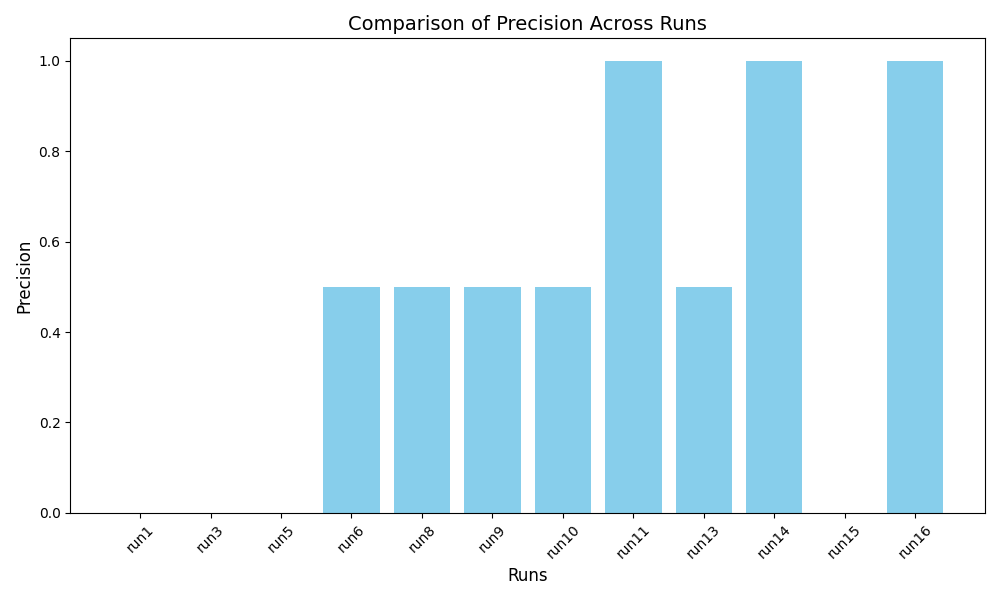 Comparison of Precision Across Runs
Precision
1.0
0.8
0.6
0.4
0.2
0.0
run1 run3 run5 run6 run8 run9 run10 run11 run13 run14 run15 run16
Runs